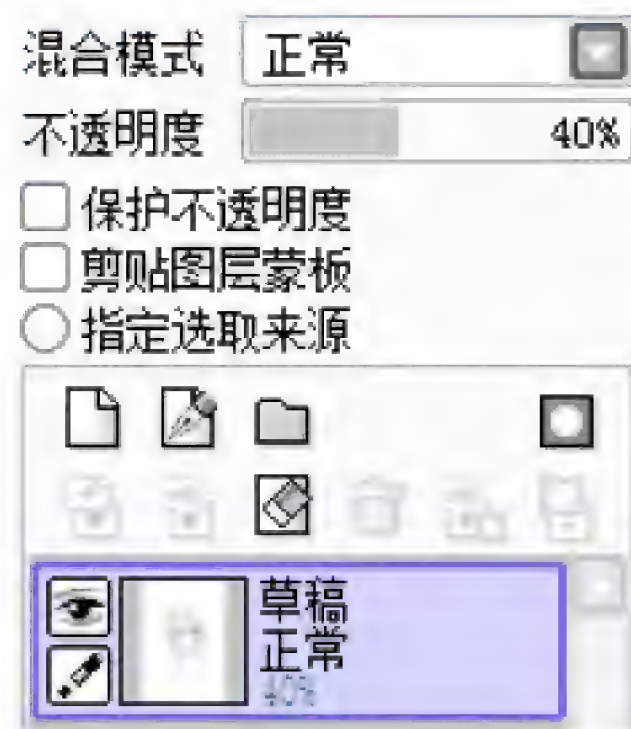 混合模式 正常
不透明度 40%
保护不透明度
剪贴图层蒙板
指定选取来源
草稿
正常
40%